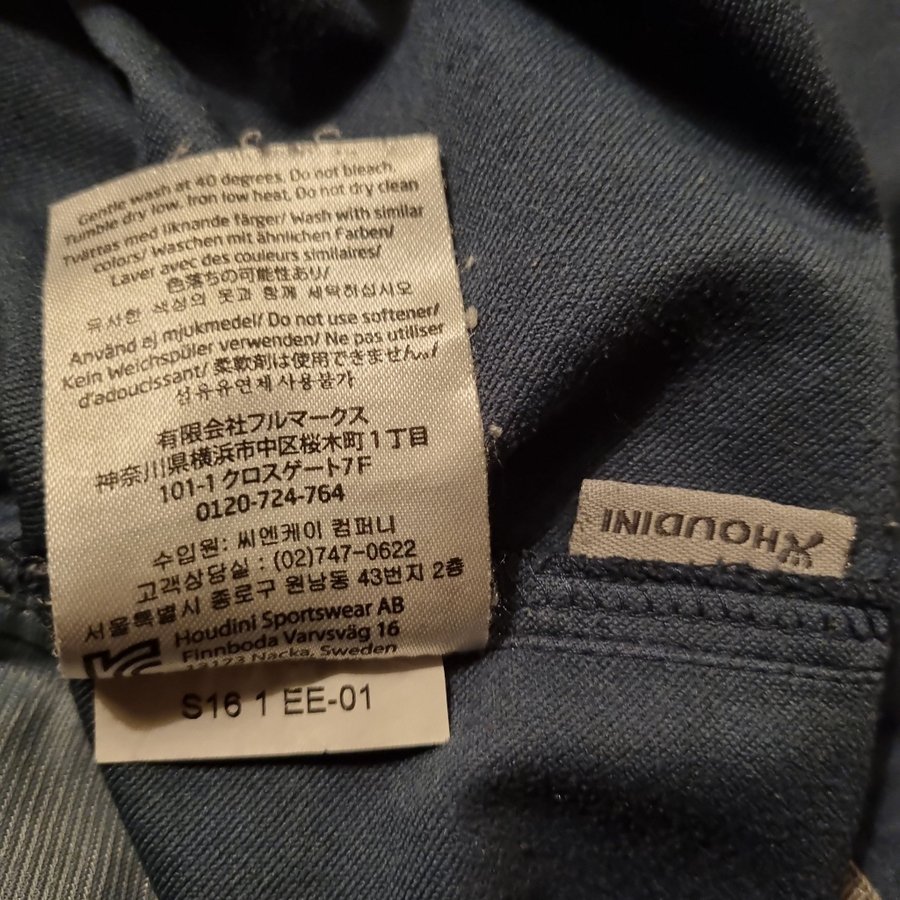 Gentle wash at 40 degrees. Do not bleach.
Tumble dry low. Iron low heat. Do not dry clean
Tvättas med liknande färger/ Wash with similar
colors/ Waschen mit ähnlichen Farben/
Laver avec des couleurs similaires/
色落ちの可能性あり/
유사한 색상의 옷과 함께 세탁하십시오
Använd ej mjukmedel/ Do not use softener/
Kein Weichspüler verwenden/ Ne pas utiliser
d'adoucissant/ 柔軟剤は使用できません。/
섬유유연제사용불가
有限会社フルマークス
神奈川県横浜市中区桜木町1丁目
101-1クロスゲート7F
0120-724-764
수입원: 씨엔케이 컴퍼니
고객상담실 : (02)747-0622
서울특별시 종로구 원남동 43번지 2층
Houdini Sportswear AB
Finnboda Varvsväg 16
13173 Nacka, Sweden
S16 1 EE-01
HOUDINI